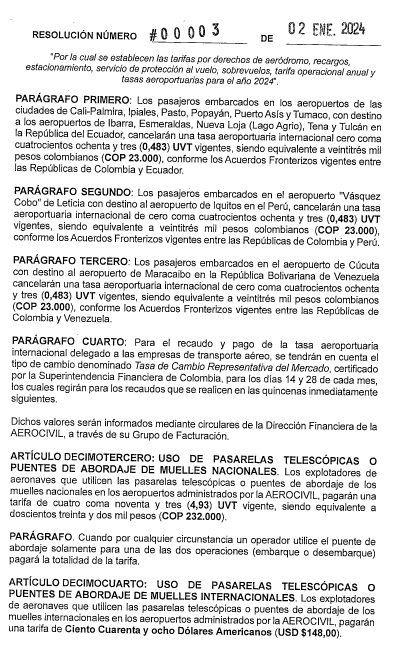 RESOLUCIÓN NÚMERO #00003 DE 02 ENE. 2024
"Por la cual se establecen las tarifas por derechos de aeródromo, recargos,
estacionamiento, servicio de protección al vuelo, sobrevuelos, tarifa operacional anual y
tasas aeroportuarias para el año 2024".
PARÁGRAFO PRIMERO: Los pasajeros embarcados en los aeropuertos de las
ciudades de Cali-Palmira, Ipiales, Pasto, Popayán, Puerto Asís y Tumaco, con destino
a los aeropuertos de Ibarra, Esmeraldas, Nueva Loja (Lago Agrio), Tena y Tulcán en
la República del Ecuador, cancelarán una tasa aeroportuaria internacional cero coma
cuatrocientos ochenta y tres (0,483) UVT vigentes, siendo equivalente a veintitrés mil
pesos colombianos (COP 23.000), conforme los Acuerdos Fronterizos vigentes entre
las Repúblicas de Colombia y Ecuador.
PARÁGRAFO SEGUNDO: Los pasajeros embarcados en el aeropuerto "Vásquez
Cobo" de Leticia con destino al aeropuerto de Iquitos en el Perú, cancelarán una tasa
aeroportuaria internacional de cero coma cuatrocientos ochenta y tres (0,483) UVT
vigentes, siendo equivalente a veintitrés mil pesos colombianos (COP 23.000),
conforme los Acuerdos Fronterizos vigentes entre las Repúblicas de Colombia y Perú.
PARÁGRAFO TERCERO: Los pasajeros embarcados en el aeropuerto de Cúcuta
con destino al aeropuerto de Maracaibo en la República Bolivariana de Venezuela
cancelarán una tasa aeroportuaria internacional de cero coma cuatrocientos ochenta
y tres (0,483) UVT vigentes, siendo equivalente a veintitrés mil pesos colombianos
(COP 23.000), conforme los Acuerdos Fronterizos vigentes entre las Repúblicas de
Colombia y Venezuela.
PARÁGRAFO CUARTO: Para el recaudo y pago de la tasa aeroportuaria
internacional delegado a las empresas de transporte aéreo, se tendrán en cuenta el
tipo de cambio denominado Tasa de Cambio Representativa del Mercado, certificado
por la Superintendencia Financiera de Colombia, para los días 14 y 28 de cada mes,
los cuales regirán para los recaudos que se realicen en las quincenas inmediatamente
siguientes.
Dichos valores serán informados mediante circulares de la Dirección Financiera de la
AEROCIVIL, a través de su Grupo de Facturación.
ARTÍCULO DECIMOTERCERO: USO DE PASARELAS TELESCÓPICAS O
PUENTES DE ABORDAJE DE MUELLES NACIONALES. Los explotadores de
aeronaves que utilicen las pasarelas telescópicas o puentes de abordaje de los
muelles nacionales en los aeropuertos administrados por la AEROCIVIL, pagarán una
tarifa de cuatro coma noventa y tres (4,93) UVT vigente, siendo equivalente a
doscientos treinta y dos mil pesos (COP 232.000).
PARÁGRAFO. Cuando por cualquier circunstancia un operador utilice el puente de
abordaje solamente para una de las dos operaciones (embarque o desembarque)
pagará la totalidad de la tarifa.
ARTÍCULO DECIMOCUARTO: USO DE PASARELAS TELESCÓPICAS O
PUENTES DE ABORDAJE DE MUELLES INTERNACIONALES. Los explotadores
de aeronaves que utilicen las pasarelas telescópicas o puentes de abordaje de los
muelles internacionales en los aeropuertos administrados por la AEROCIVIL, pagarán
una tarifa de Ciento Cuarenta y ocho Dólares Americanos (USD $148,00).